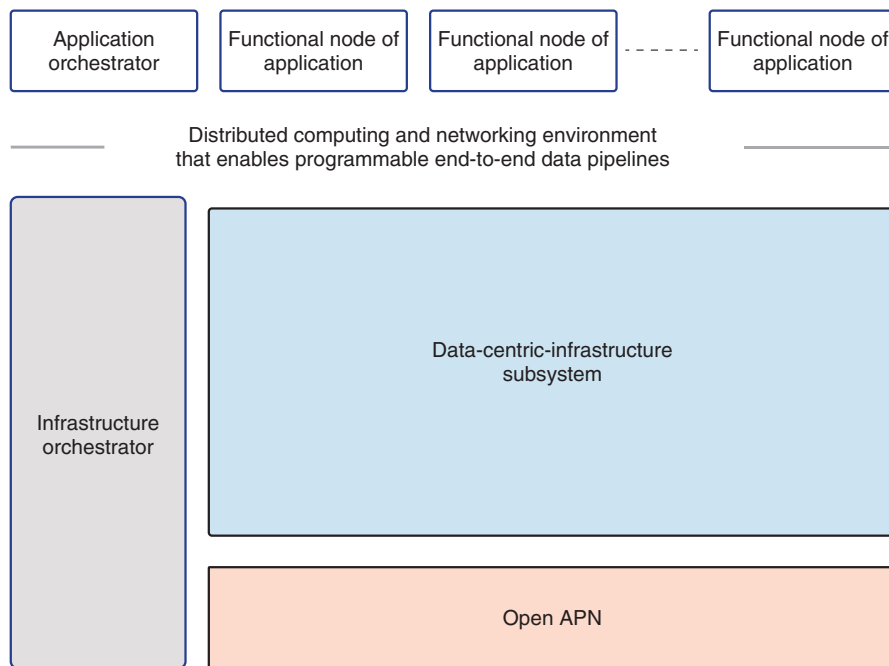 Application
orchestrator
Functional node of
application
Functional node of
application
Functional node of
application
Distributed computing and networking environment
that enables programmable end-to-end data pipelines
Infrastructure
orchestrator
Data-centric-infrastructure
subsystem
Open APN